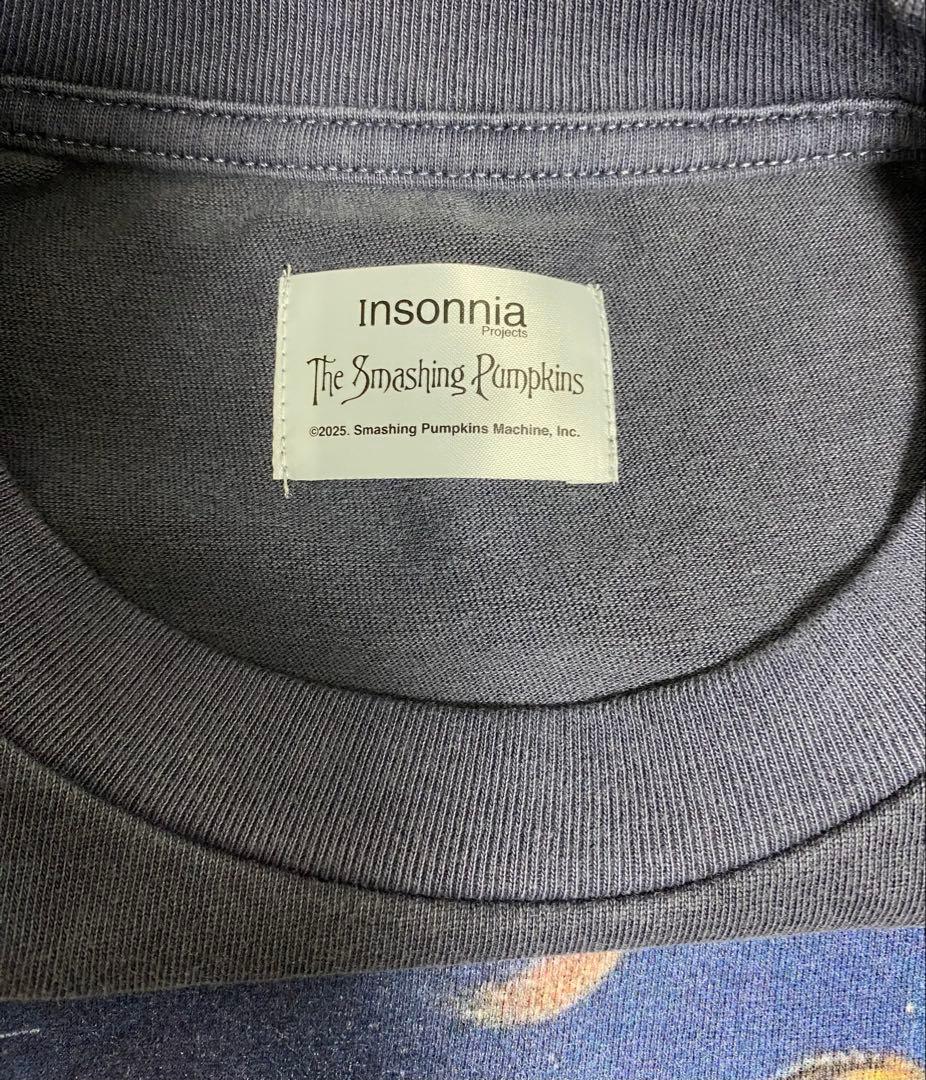 Insonnia
Projects
The Smashing Pumpkins
©2025. Smashing Pumpkins Machine, Inc.